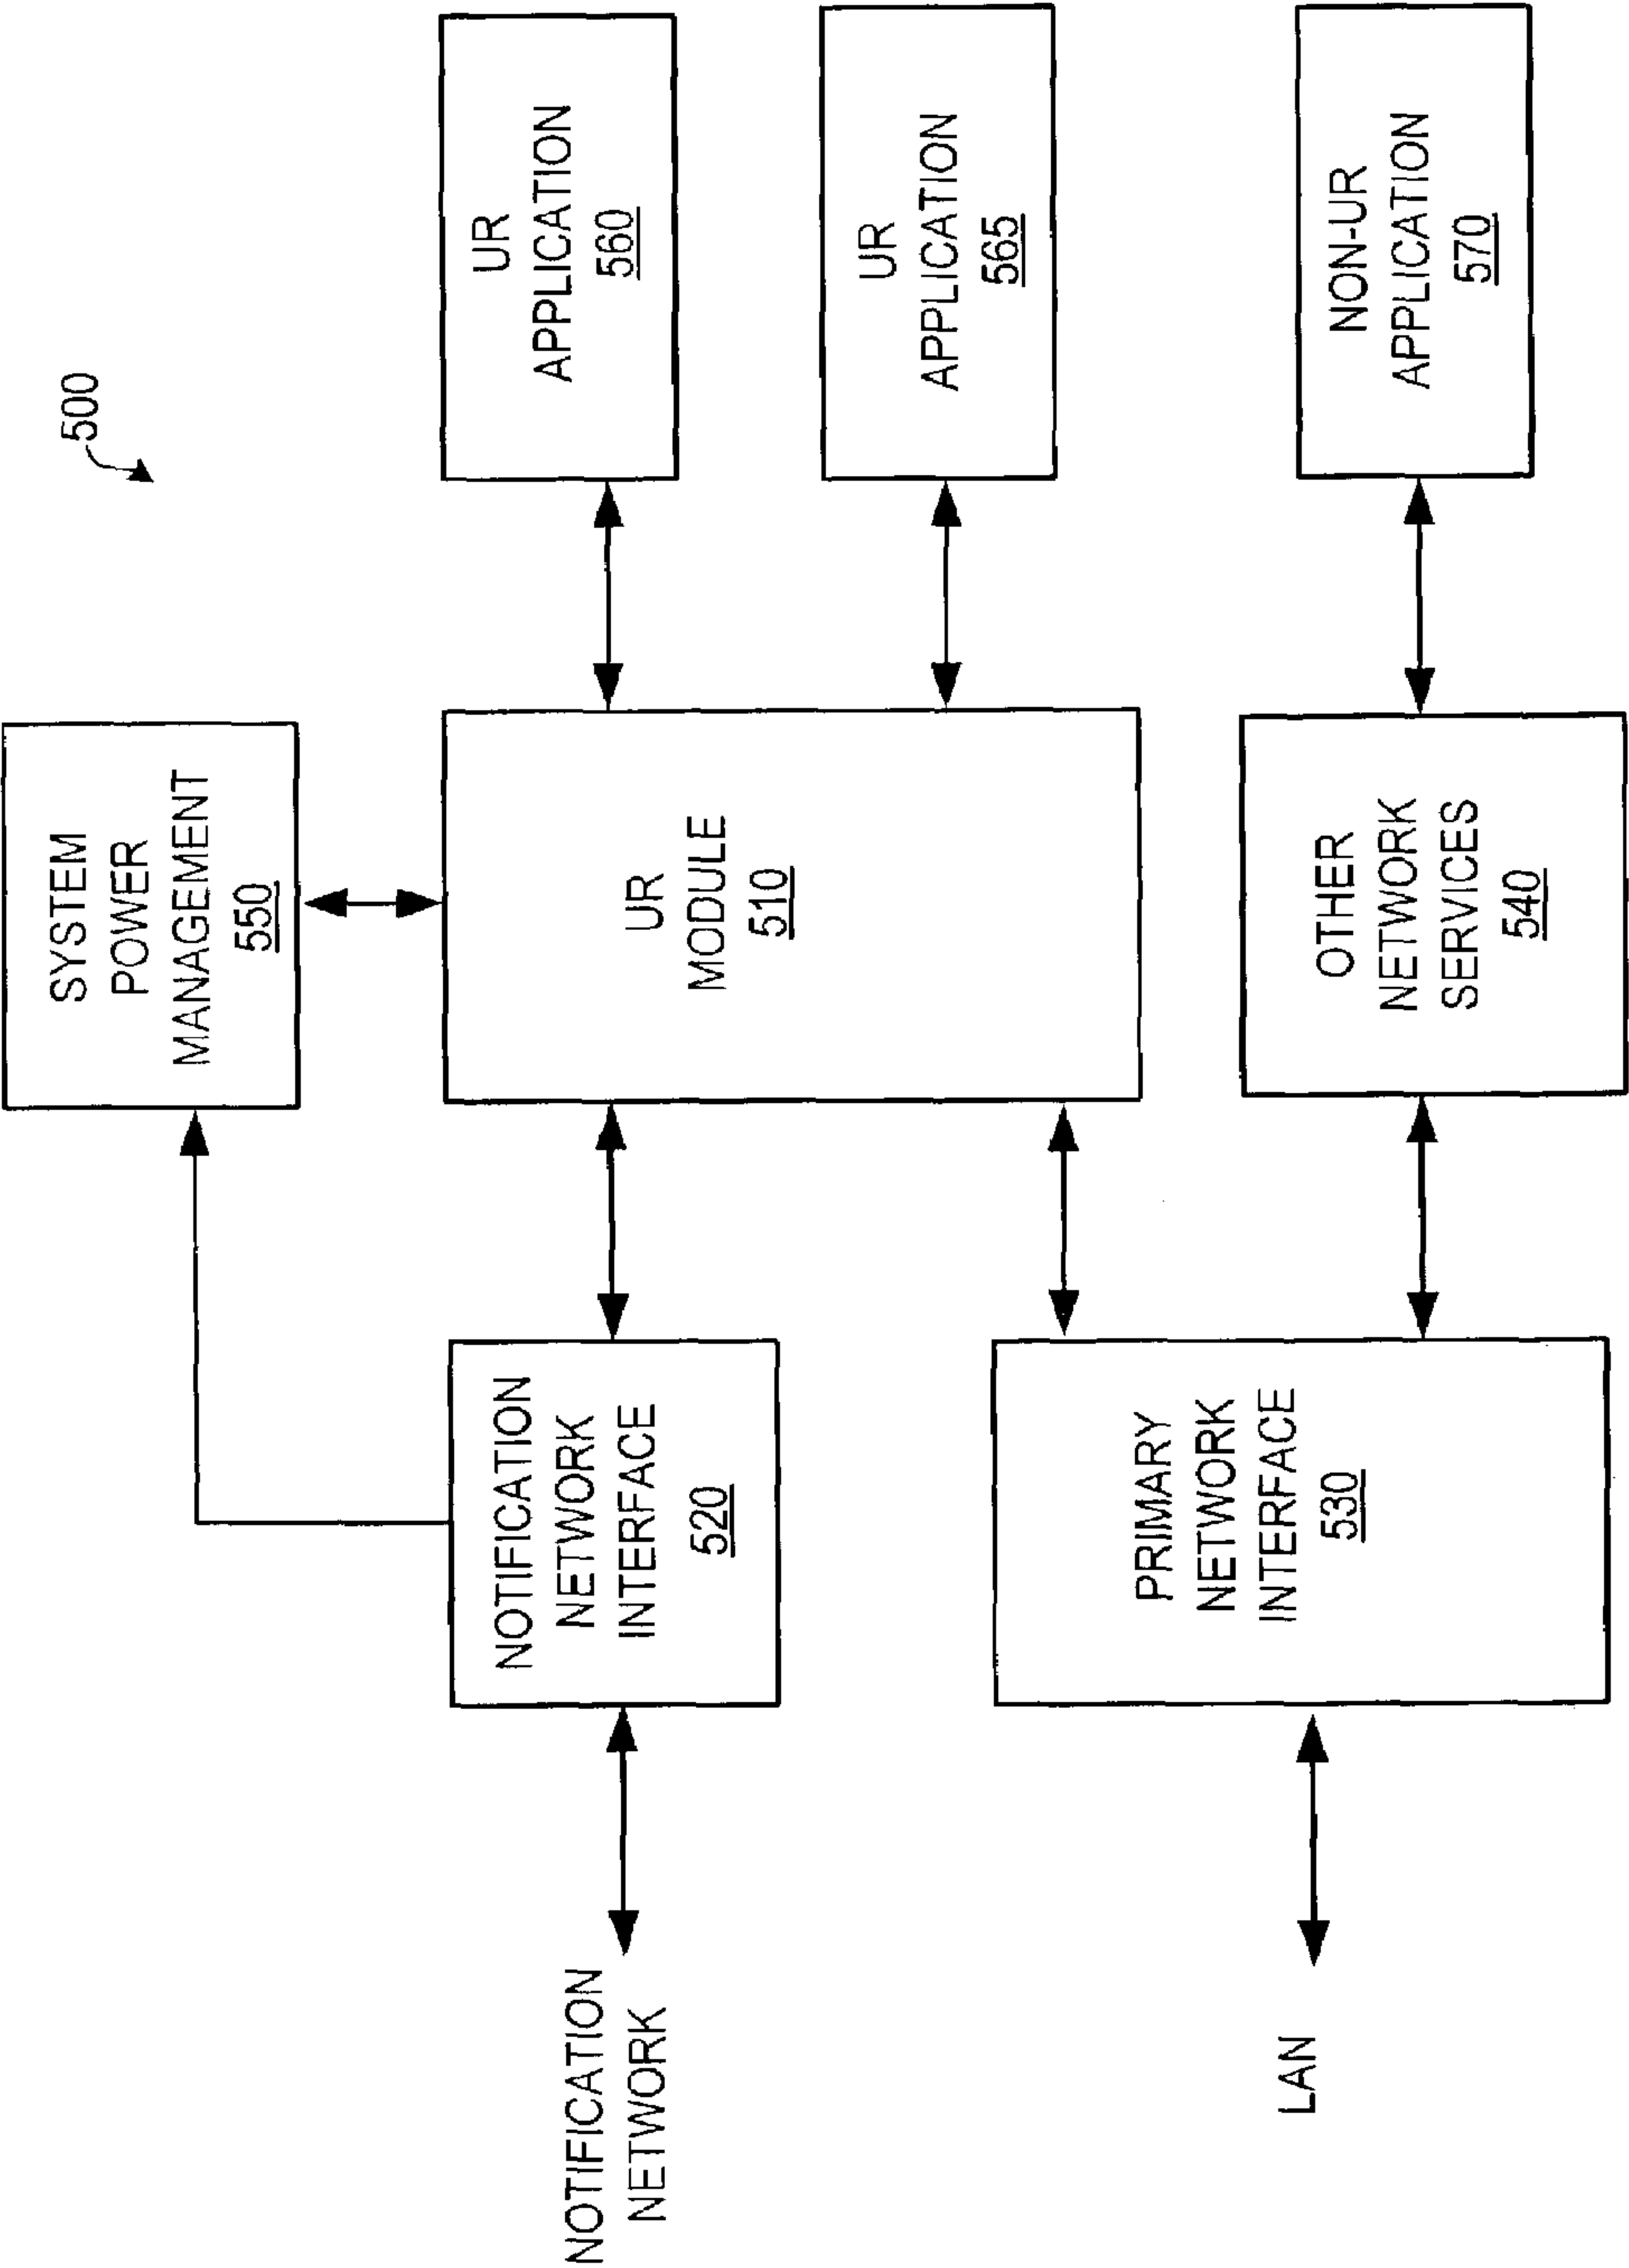 500
SYSTEM
POWER
MANAGEMENT
550
NOTIFICATION
NETWORK
NOTIFICATION
NETWORK
INTERFACE
520
UR
MODULE
510
UR
APPLICATION
560
UR
APPLICATION
565
LAN
PRIMARY
NETWORK
INTERFACE
530
OTHER
NETWORK
SERVICES
540
NON-UR
APPLICATION
570